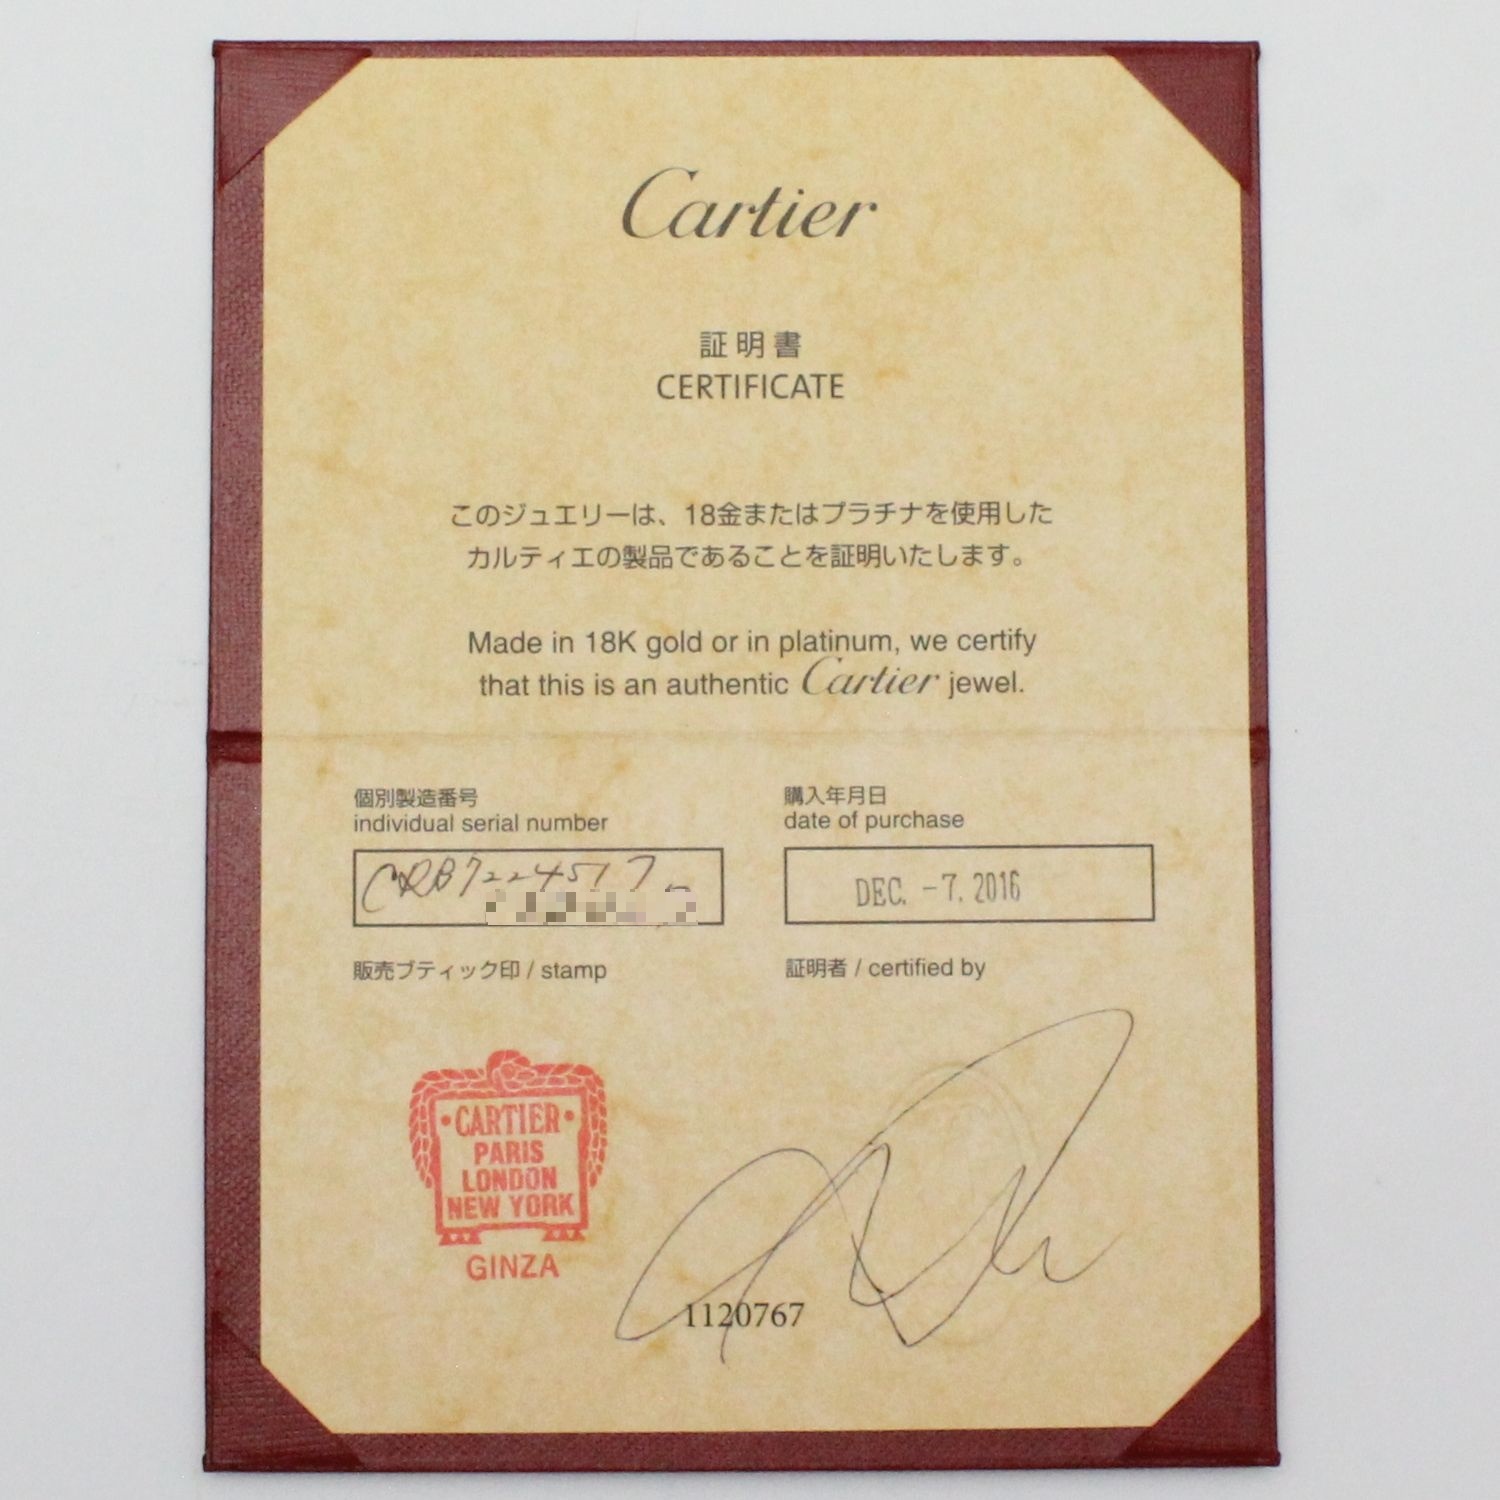 Cartier
証明書
CERTIFICATE
このジュエリーは、18金またはプラチナを使用した
カルティエの製品であることを証明いたします。
Made in 18K gold or in platinum, we certify
that this is an authentic Cartier jewel.
個別製造番号
individual serial number
CRB7224517
購入年月日
date of purchase
DEC. -7. 2016
販売ブティック印 / stamp
証明者 / certified by
·CARTIER·
PARIS
LONDON
NEW YORK
GINZA
1120767